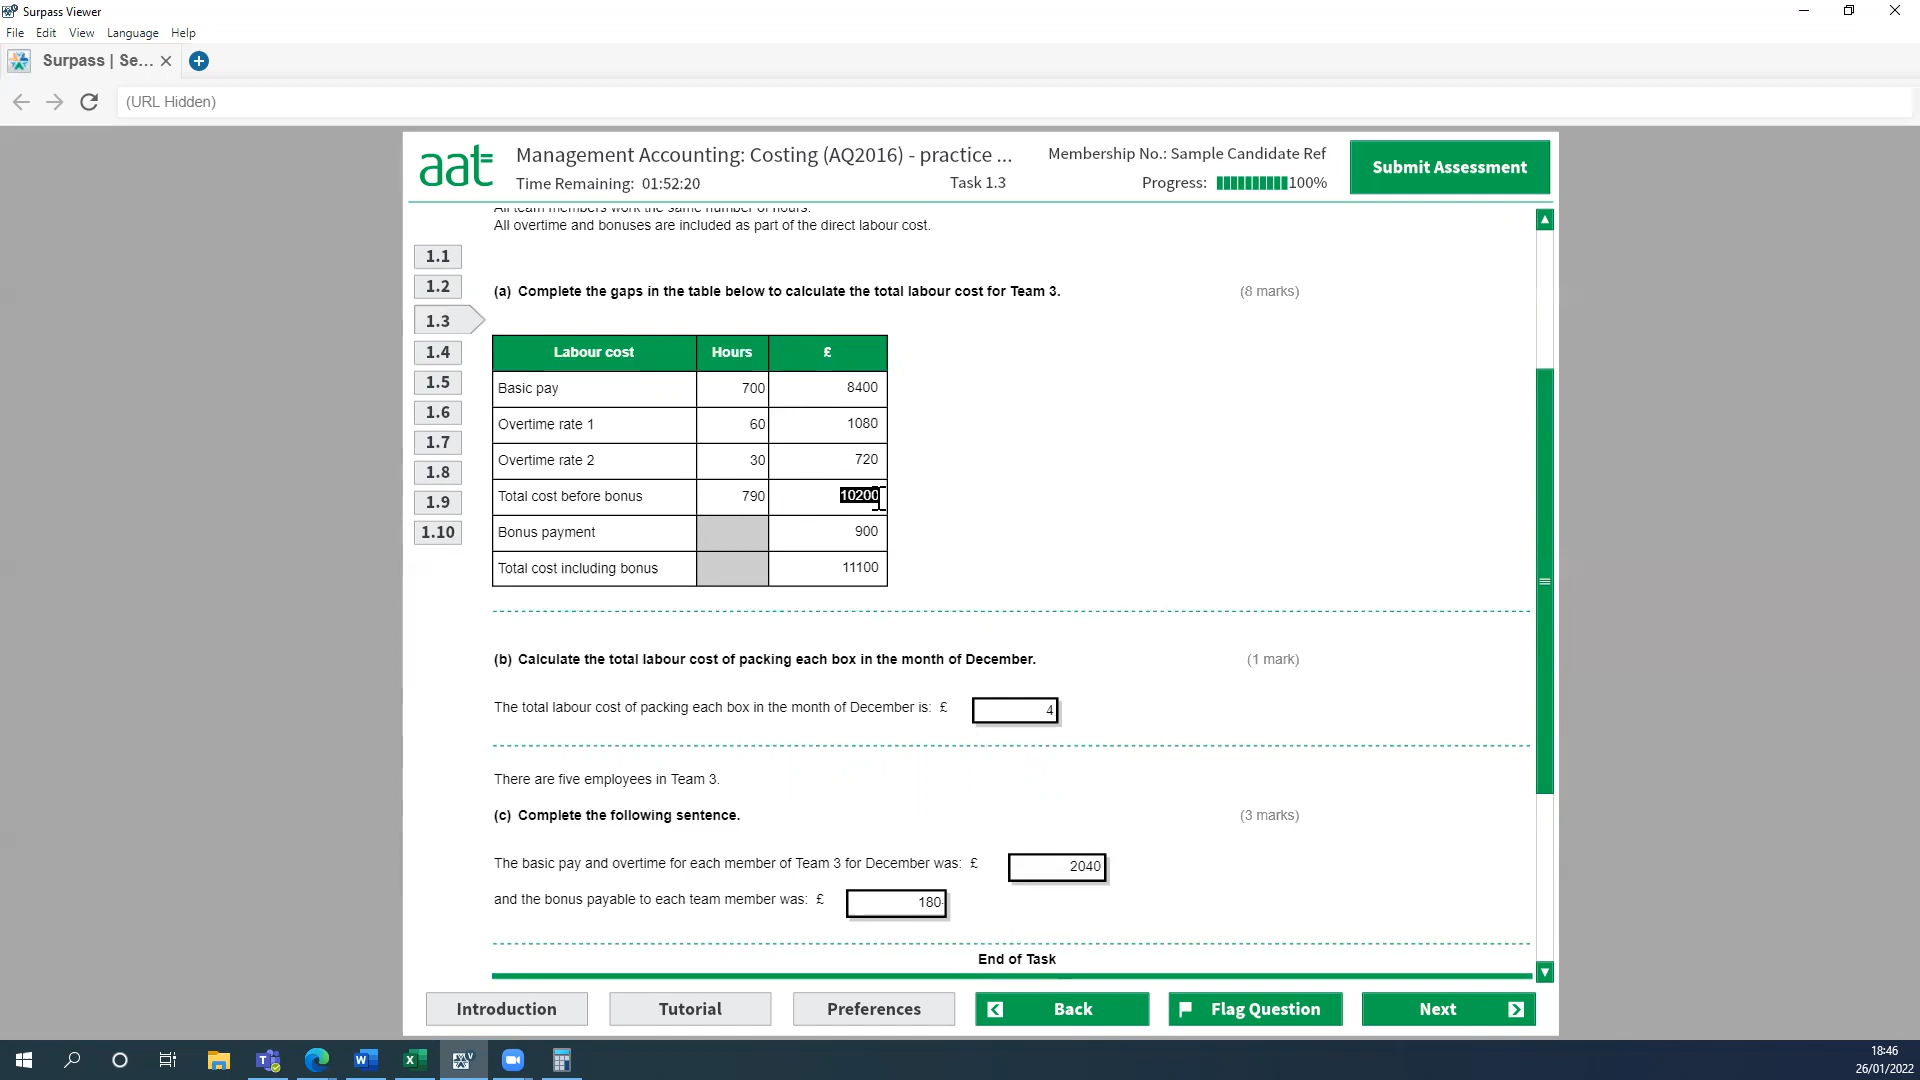 Surpass Viewer
File Edit View Language Help
Surpass | Se...
(URL Hidden)
aat
Management Accounting: Costing (AQ2016) - practice ...
Membership No.: Sample Candidate Ref
Submit Assessment
Time Remaining: 01:52:20
Task 1.3
Progress: 100%
All team members work the same number of hours.
All overtime and bonuses are included as part of the direct labour cost.
1.1
1.2
1.3
1.4
1.5
1.6
1.7
1.8
1.9
1.10
(a) Complete the gaps in the table below to calculate the total labour cost for Team 3. (8 marks)
Labour cost Hours £
Basic pay 700 8400
Overtime rate 1 60 1080
Overtime rate 2 30 720
Total cost before bonus 790 10200
Bonus payment 900
Total cost including bonus 11100
(b) Calculate the total labour cost of packing each box in the month of December. (1 mark)
The total labour cost of packing each box in the month of December is: £ 4
There are five employees in Team 3.
(c) Complete the following sentence. (3 marks)
The basic pay and overtime for each member of Team 3 for December was: £ 2040
and the bonus payable to each team member was: £ 180
End of Task
Introduction Tutorial Preferences Back Flag Question Next
18:46
26/01/2022